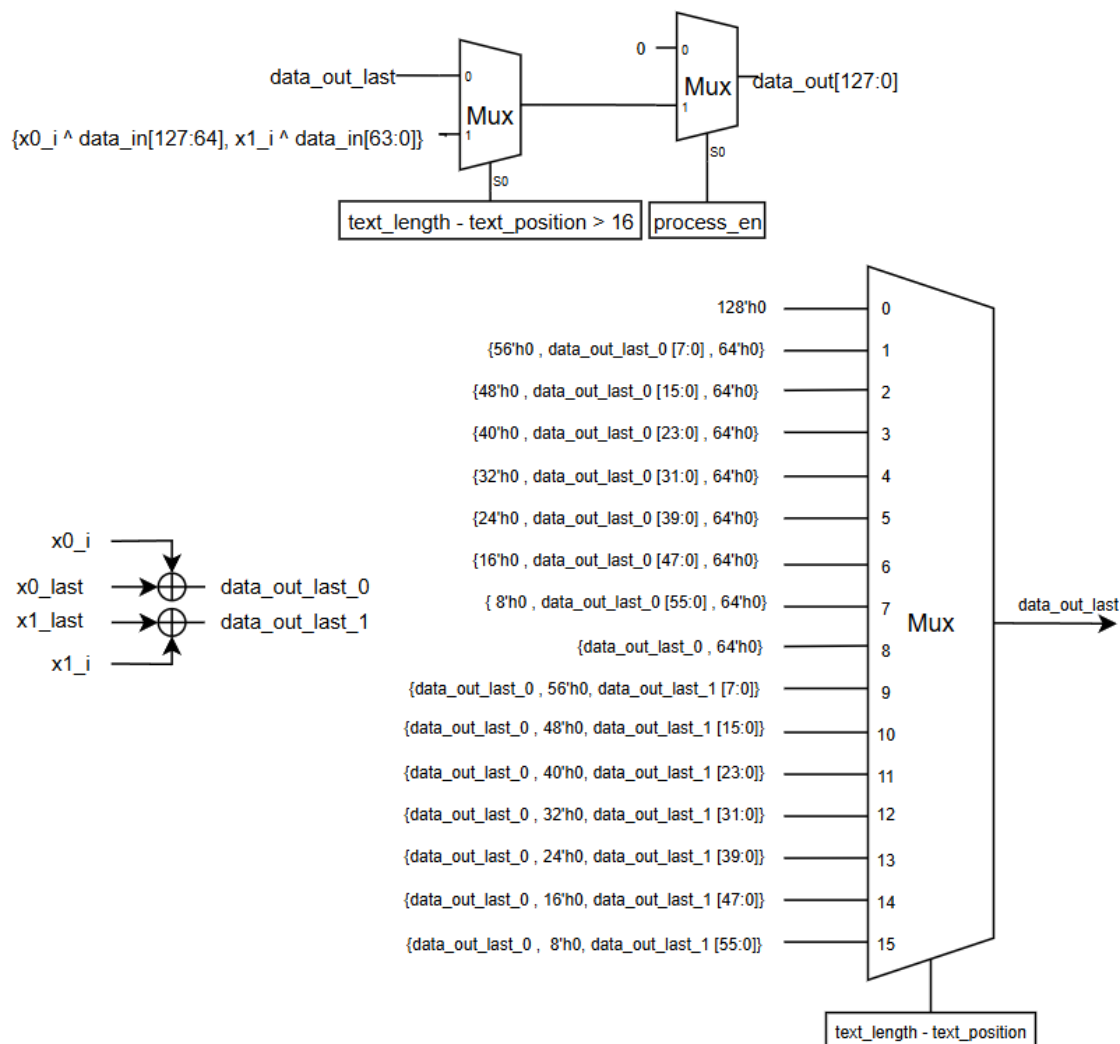 0
0
data_out_last
0
Mux
data_out[127:0]
Mux
1
{x0_i ^ data_in[127:64], x1_i ^ data_in[63:0]}
1
S0
S0
text_length - text_position > 16
process_en
128'h0
0
{56'h0 , data_out_last_0 [7:0] , 64'h0}
1
{48'h0 , data_out_last_0 [15:0] , 64'h0}
2
{40'h0 , data_out_last_0 [23:0] , 64'h0}
3
{32'h0 , data_out_last_0 [31:0] , 64'h0}
4
{24'h0 , data_out_last_0 [39:0] , 64'h0}
5
{16'h0 , data_out_last_0 [47:0] , 64'h0}
6
{ 8'h0 , data_out_last_0 [55:0] , 64'h0}
7
{data_out_last_0 , 64'h0}
8
{data_out_last_0 , 56'h0, data_out_last_1 [7:0]}
9
{data_out_last_0 , 48'h0, data_out_last_1 [15:0]}
10
{data_out_last_0 , 40'h0, data_out_last_1 [23:0]}
11
{data_out_last_0 , 32'h0, data_out_last_1 [31:0]}
12
{data_out_last_0 , 24'h0, data_out_last_1 [39:0]}
13
{data_out_last_0 , 16'h0, data_out_last_1 [47:0]}
14
{data_out_last_0 , 8'h0, data_out_last_1 [55:0]}
15
Mux
data_out_last
text_length - text_position
x0_i
x0_last
data_out_last_0
x1_last
data_out_last_1
x1_i